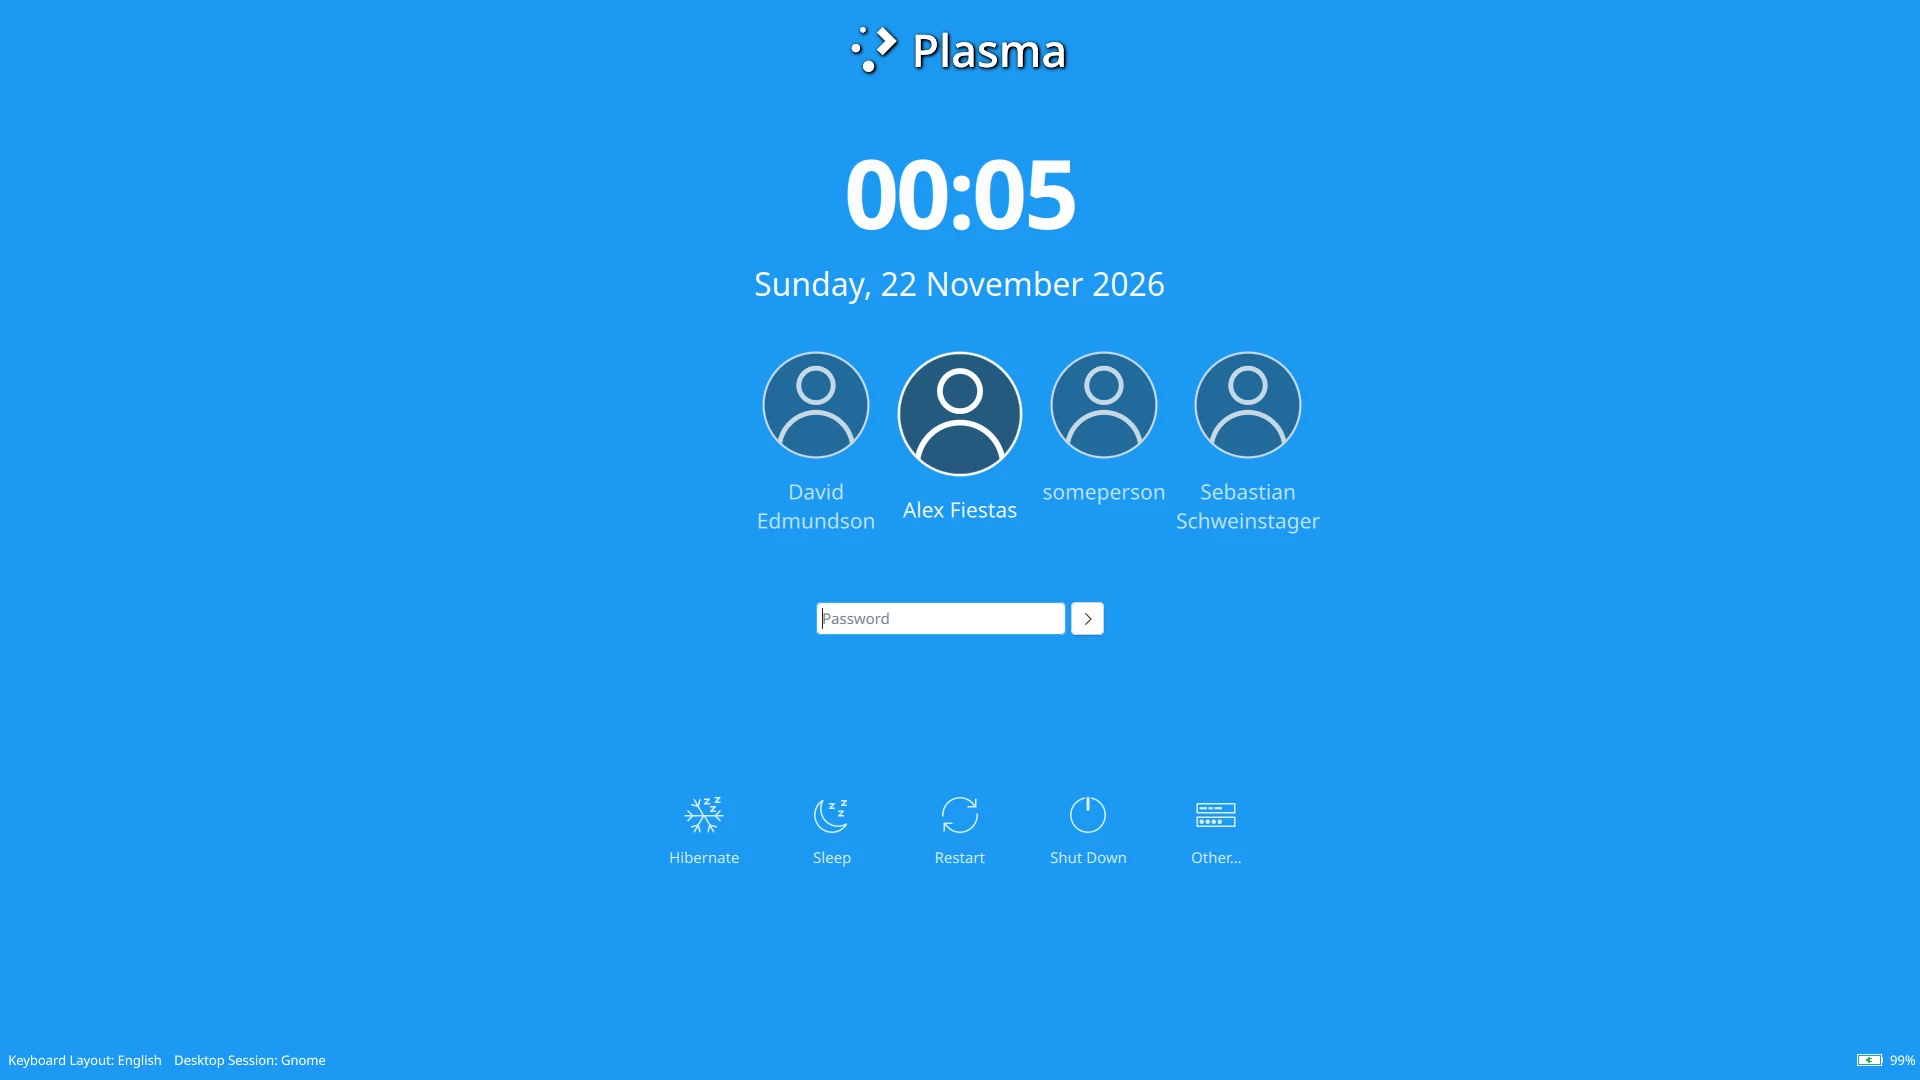 Plasma
00:05
Sunday, 22 November 2026
David
Edmundson
Alex Fiestas
someperson
Sebastian
Schweinstager
Password
Hibernate
Sleep
Restart
Shut Down
Other...
Keyboard Layout: English
Desktop Session: Gnome
99%